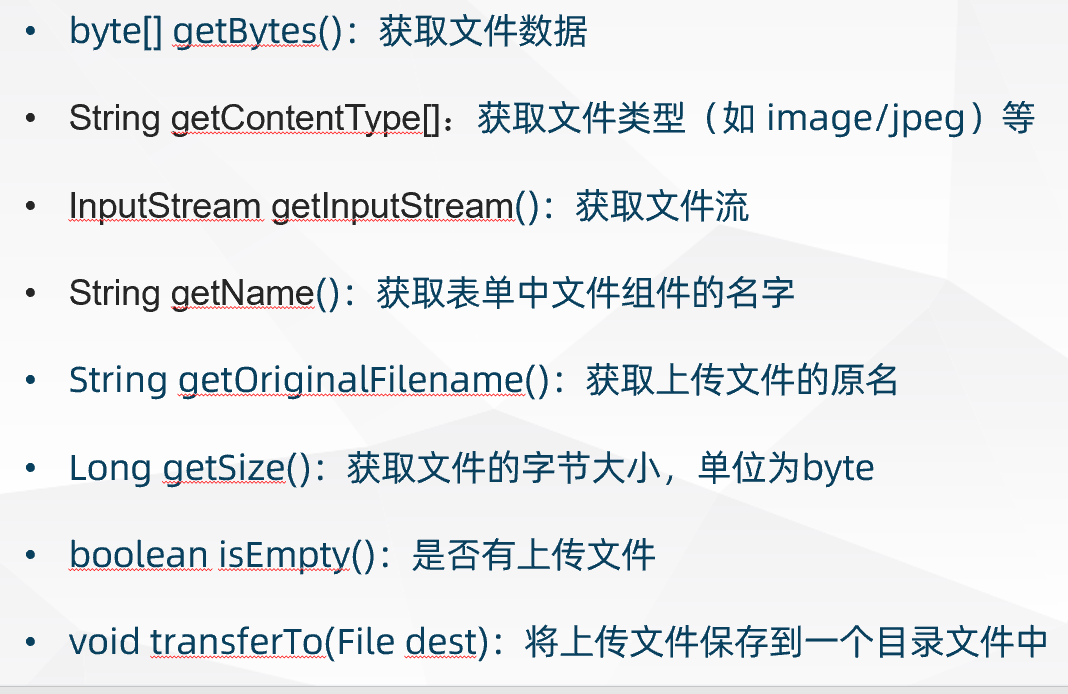 • byte[] getBytes()：获取文件数据
• String getContentType[]：获取文件类型（如 image/jpeg）等
• InputStream getInputStream()：获取文件流
• String getName()：获取表单中文件组件的名字
• String getOriginalFilename()：获取上传文件的原名
• Long getSize()：获取文件的字节大小，单位为byte
• boolean isEmpty()：是否有上传文件
• void transferTo(File dest)：将上传文件保存到一个目录文件中